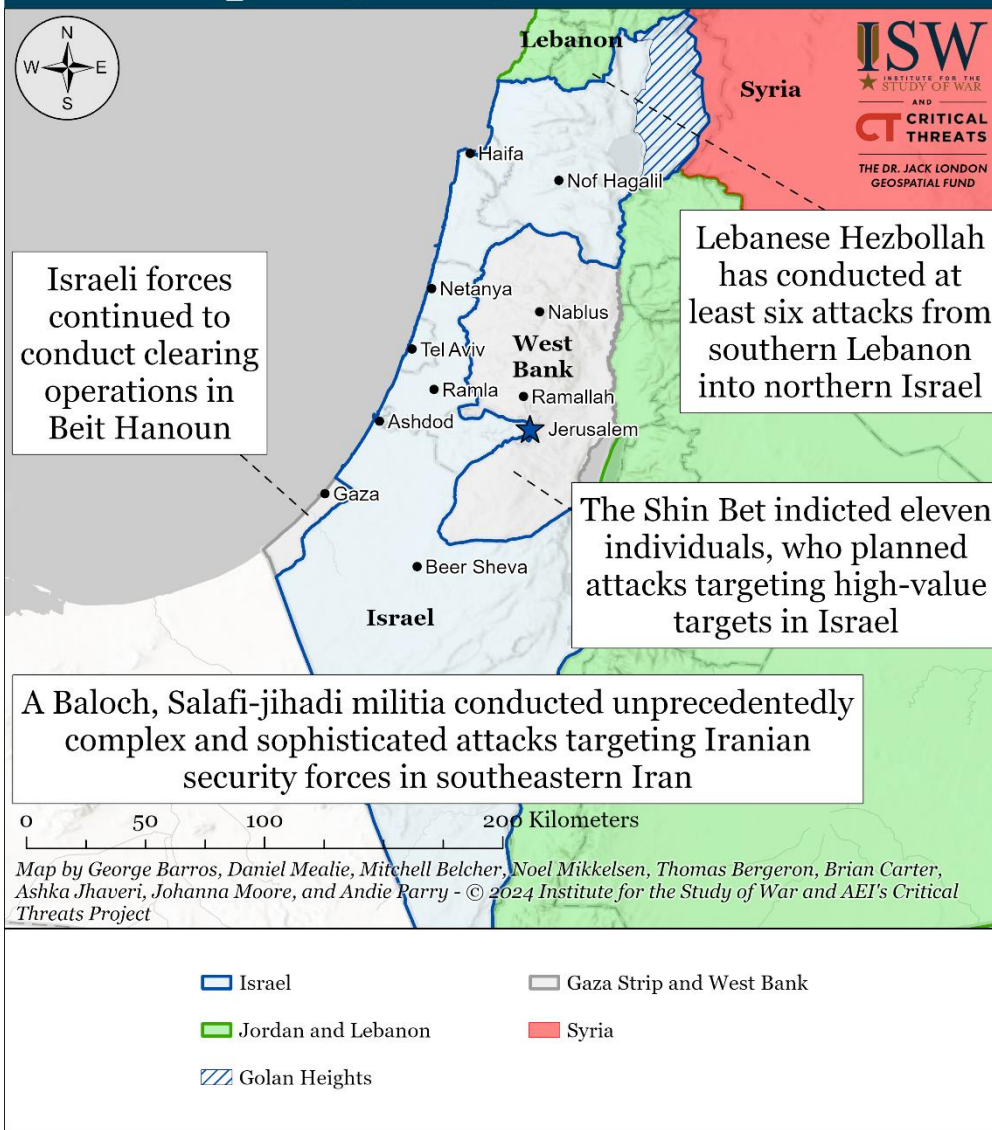 N
W E
S
Lebanon
Syria
ISW
INSTITUTE FOR THE
STUDY OF WAR
AND
CT CRITICAL
THREATS
THE DR. JACK LONDON
GEOSPATIAL FUND
Haifa
Nof Hagalil
Lebanese Hezbollah
has conducted at
least six attacks from
southern Lebanon
into northern Israel
Israeli forces
continued to
conduct clearing
operations in
Beit Hanoun
Netanya
Nablus
Tel Aviv
West
Bank
Ramla
Ramallah
Ashdod
Jerusalem
Gaza
The Shin Bet indicted eleven
individuals, who planned
attacks targeting high-value
targets in Israel
Beer Sheva
Israel
A Baloch, Salafi-jihadi militia conducted unprecedentedly
complex and sophisticated attacks targeting Iranian
security forces in southeastern Iran
0 50 100 200 Kilometers
Map by George Barros, Daniel Mealie, Mitchell Belcher, Noel Mikkelsen, Thomas Bergeron, Brian Carter,
Ashka Jhaveri, Johanna Moore, and Andie Parry - © 2024 Institute for the Study of War and AEI's Critical
Threats Project
Israel
Gaza Strip and West Bank
Jordan and Lebanon
Syria
Golan Heights